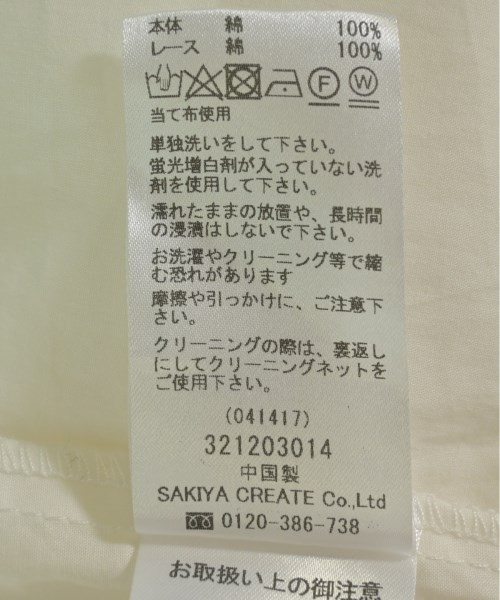 本体 綿 100%
レース 綿 100%
F W
当て布使用
単独洗いをして下さい。
蛍光増白剤が入っていない洗
剤を使用して下さい。
濡れたままの放置や、長時間
の浸漬はしないで下さい。
お洗濯やクリーニング等で縮
む恐れがあります
摩擦や引っかけに、ご注意下
さい。
クリーニングの際は、裏返し
にしてクリーニングネットを
ご使用下さい。
(041417)
321203014
中国製
SAKIYA CREATE Co.,Ltd
0120-386-738
お取扱い上の御注意